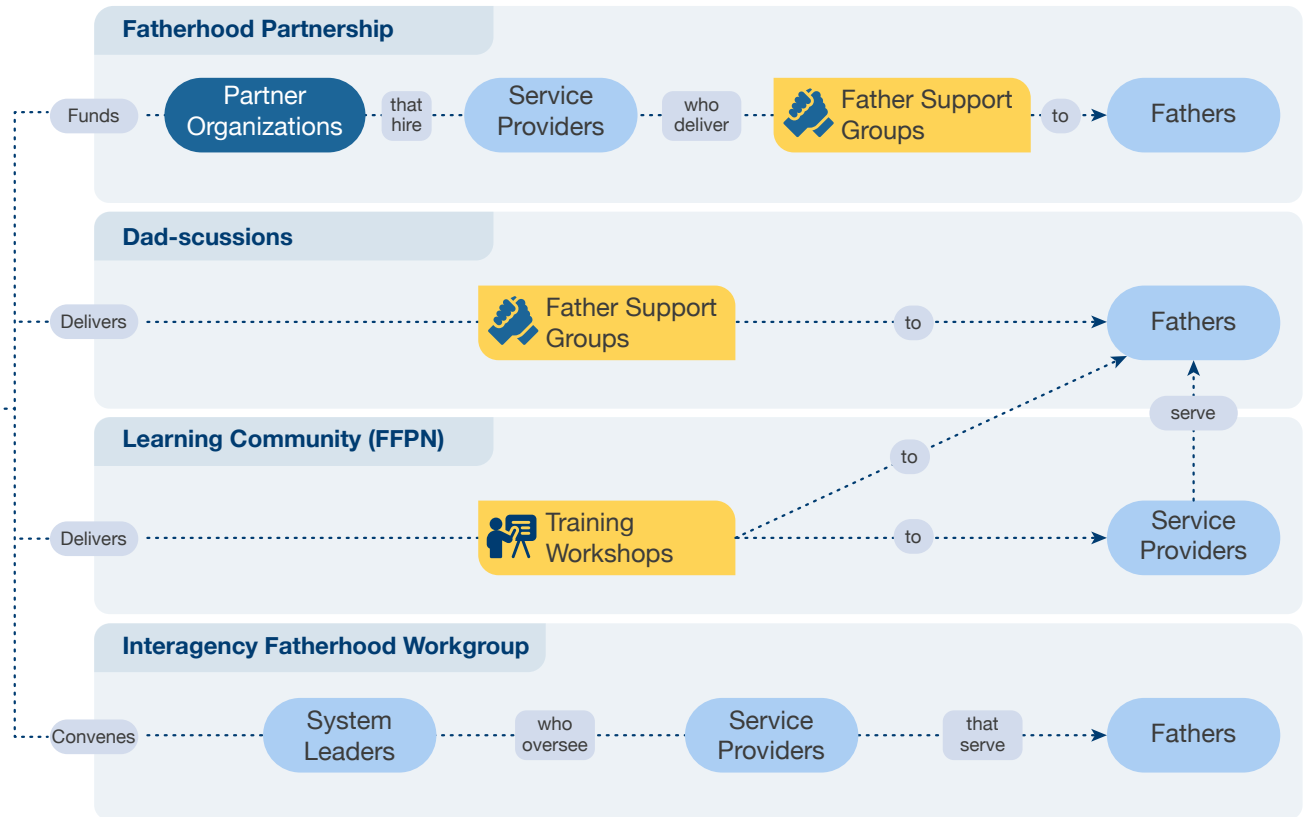 Fatherhood Partnership
Funds
Partner
Organizations
that
hire
Service
Providers
who
deliver
Father Support
Groups
to
Fathers
Dad-scussions
Delivers
Father Support
Groups
to
Fathers
serve
Learning Community (FFPN)
to
Delivers
Training
Workshops
to
Service
Providers
Interagency Fatherhood Workgroup
Convenes
System
Leaders
who
oversee
Service
Providers
that
serve
Fathers